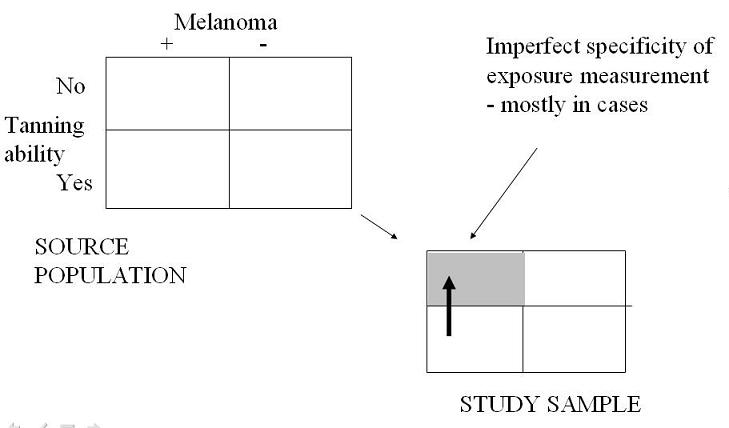 Melanoma
+ -
No
Tanning
ability
Yes
SOURCE
POPULATION
Imperfect specificity of
exposure measurement
- mostly in cases
STUDY SAMPLE